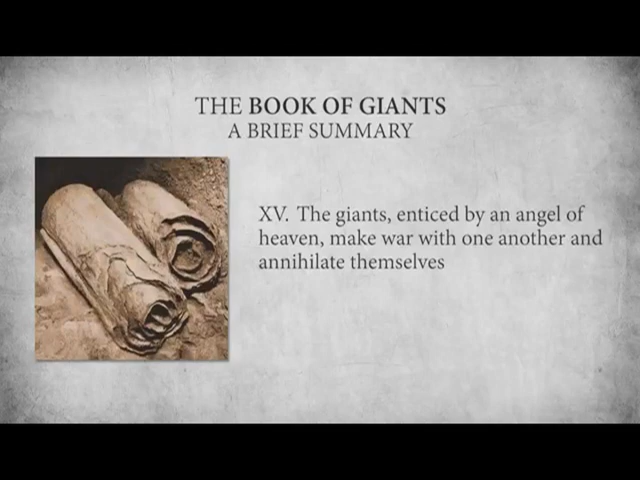 THE BOOK OF GIANTS
A BRIEF SUMMARY
XV. The giants, enticed by an angel of
heaven, make war with one another and
annihilate themselves